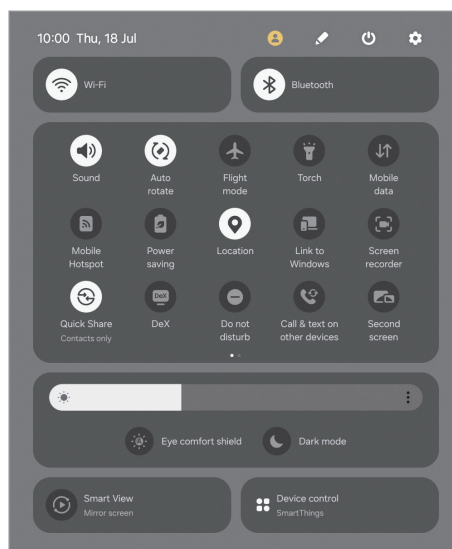 10:00 Thu, 18 Jul
Wi-Fi
Bluetooth
Sound
Auto
rotate
Flight
mode
Torch
Mobile
data
Mobile
Hotspot
Power
saving
Location
Link to
Windows
Screen
recorder
DeX
Quick Share
Contacts only
DeX
Do not
disturb
Call & text on
other devices
Second
screen
Eye comfort shield
Dark mode
Smart View
Mirror screen
Device control
SmartThings